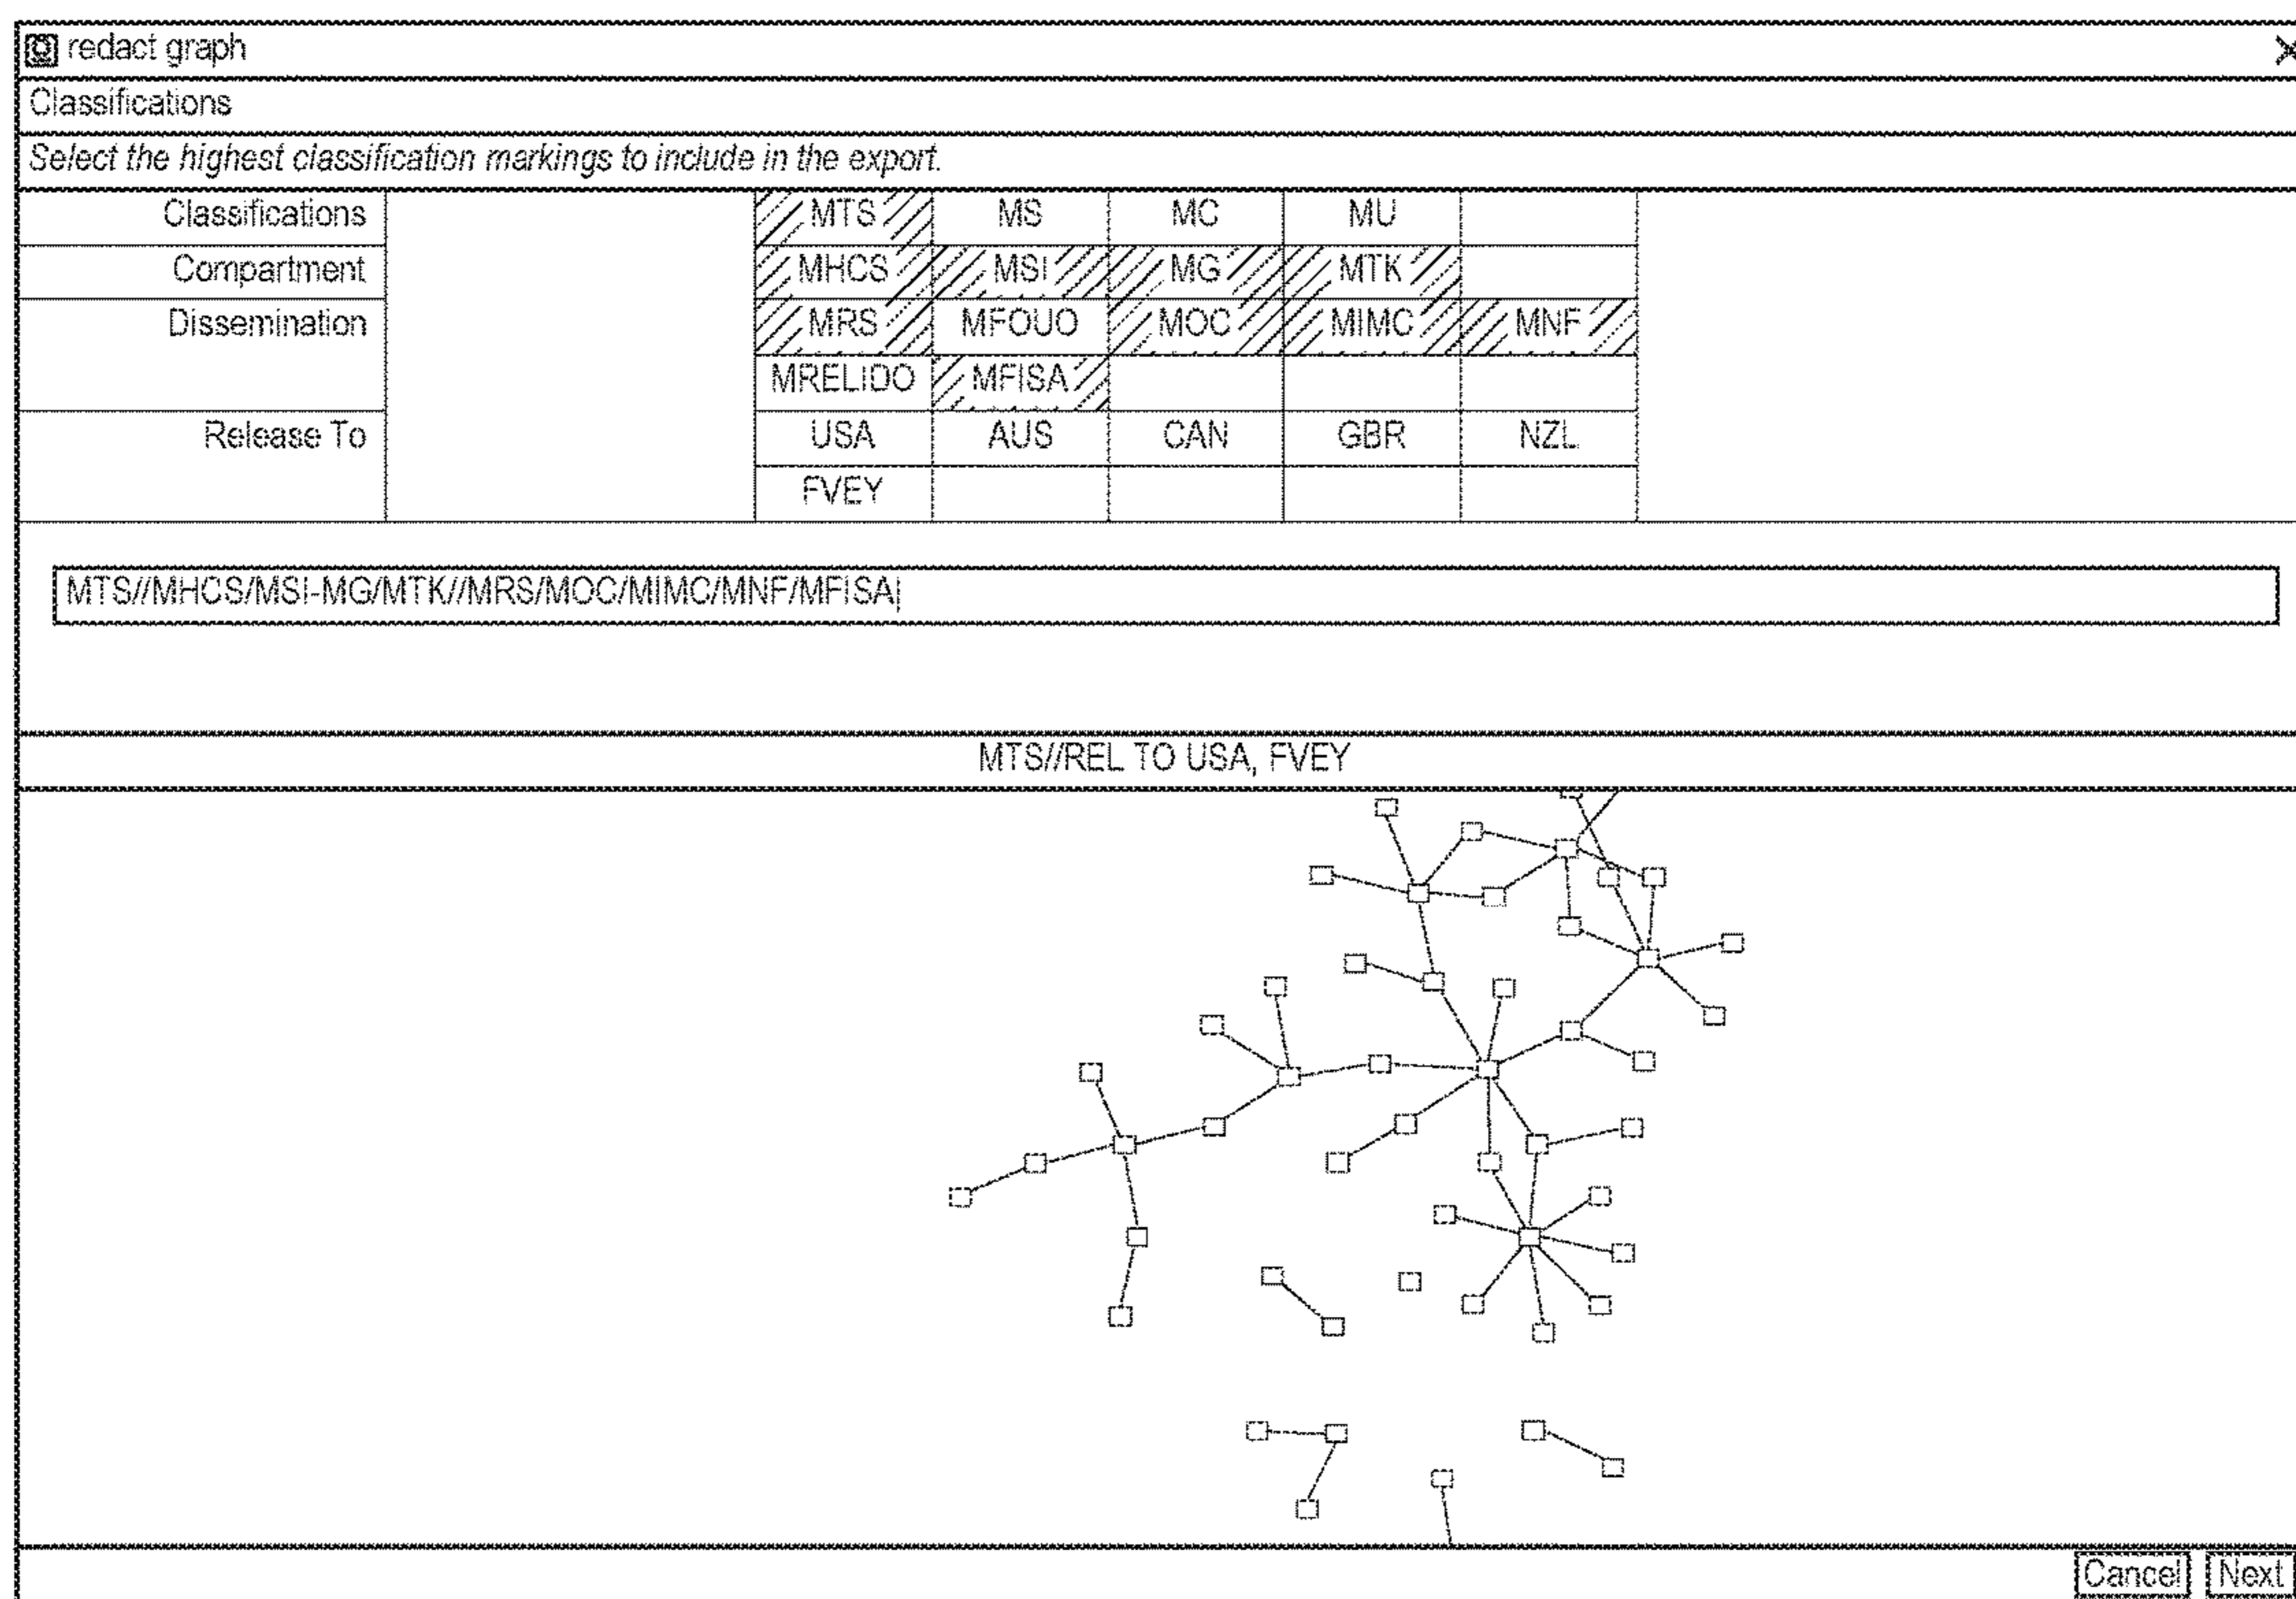 redact graph
Classifications
Select the highest classification markings to include in the export.
Classifications MTS MS MC MU
Compartment MHCS MSI MG MTK
Dissemination MRS MFOUO MOC MIMC MNF
MRELIDO MFISA
Release To USA AUS CAN GBR NZL
FVEY
MTS//MHCS/MSI-MG/MTK//MRS/MOC/MIMC/MNF/MFISA
MTS//REL TO USA, FVEY
Cancel Next